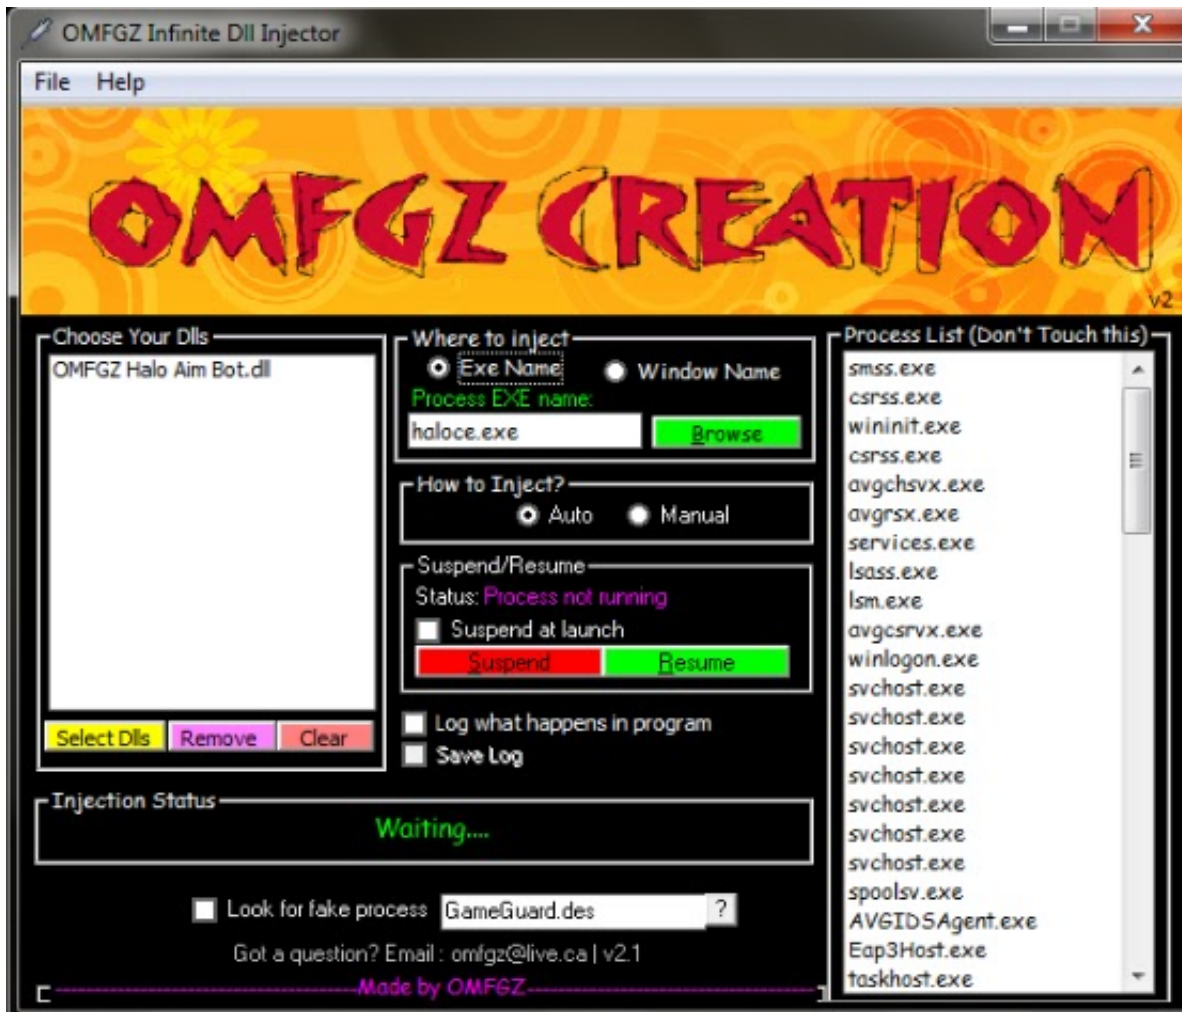 OMFGZ Infinite Dll Injector
File Help
OMFGZ CREATION
v2
Choose Your Dlls
OMFGZ Halo Aim Bot.dll
Select Dlls Remove Clear
Where to inject
Exe Name Window Name
Process EXE name:
haloce.exe Browse
How to Inject?
Auto Manual
Suspend/Resume
Status: Process not running
Suspend at launch
Suspend Resume
Log what happens in program
Save Log
Injection Status
Waiting....
Look for fake process GameGuard.des ?
Got a question? Email : omfgz@live.ca | v2.1
Made by OMFGZ
Process List (Don't Touch this)
smss.exe
csrss.exe
wininit.exe
csrss.exe
avgchsvx.exe
avgrsx.exe
services.exe
lsass.exe
lsm.exe
avgcsrvx.exe
winlogon.exe
svchost.exe
svchost.exe
svchost.exe
svchost.exe
svchost.exe
svchost.exe
svchost.exe
spoolsv.exe
AVGIDSAgent.exe
Eap3Host.exe
taskhost.exe